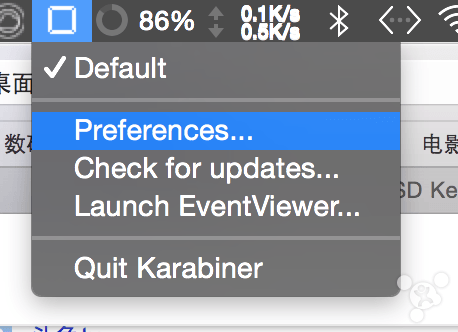 86%
0.1K/s
0.5K/s
桌面
✓ Default
Preferences...
数码
电影
Check for updates...
SD Ke
Launch EventViewer...
Quit Karabiner